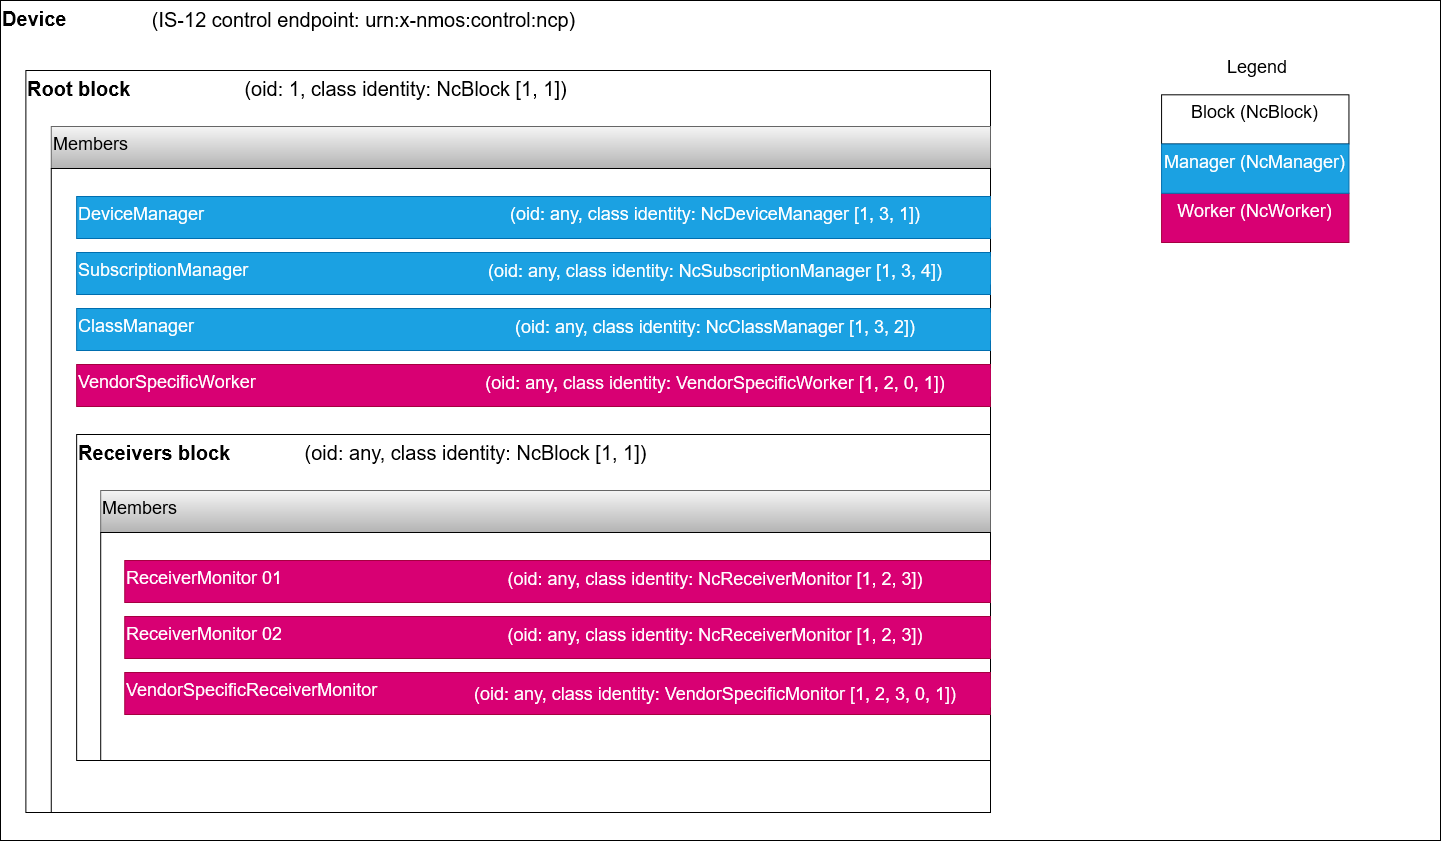 Device (IS-12 control endpoint: urn:x-nmos:control:ncp)
Root block (oid: 1, class identity: NcBlock [1, 1])
Members
DeviceManager (oid: any, class identity: NcDeviceManager [1, 3, 1])
SubscriptionManager (oid: any, class identity: NcSubscriptionManager [1, 3, 4])
ClassManager (oid: any, class identity: NcClassManager [1, 3, 2])
VendorSpecificWorker (oid: any, class identity: VendorSpecificWorker [1, 2, 0, 1])
Receivers block (oid: any, class identity: NcBlock [1, 1])
Members
ReceiverMonitor 01 (oid: any, class identity: NcReceiverMonitor [1, 2, 3])
ReceiverMonitor 02 (oid: any, class identity: NcReceiverMonitor [1, 2, 3])
VendorSpecificReceiverMonitor (oid: any, class identity: VendorSpecificMonitor [1, 2, 3, 0, 1])
Legend
Block (NcBlock)
Manager (NcManager)
Worker (NcWorker)